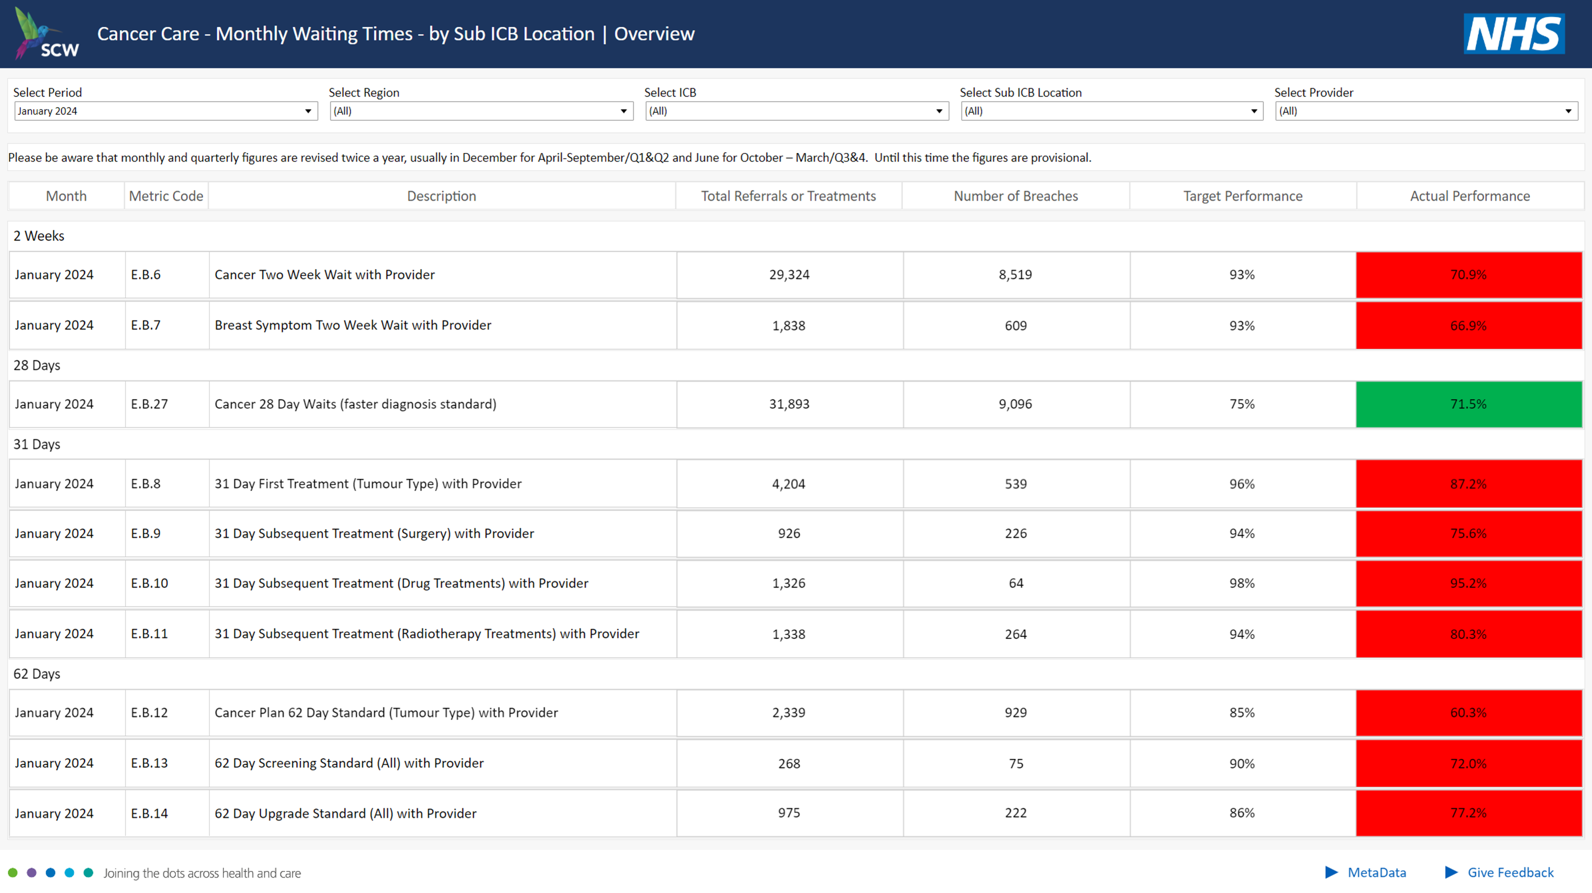 SCW
Cancer Care - Monthly Waiting Times - by Sub ICB Location | Overview
NHS
Select Period Select Region Select ICB Select Sub ICB Location Select Provider
January 2024 (All) (All) (All) (All)
Please be aware that monthly and quarterly figures are revised twice a year, usually in December for April-September/Q1&Q2 and June for October – March/Q3&4. Until this time the figures are provisional.
Month Metric Code Description Total Referrals or Treatments Number of Breaches Target Performance Actual Performance
2 Weeks
January 2024 E.B.6 Cancer Two Week Wait with Provider 29,324 8,519 93% 70.9%
January 2024 E.B.7 Breast Symptom Two Week Wait with Provider 1,838 609 93% 66.9%
28 Days
January 2024 E.B.27 Cancer 28 Day Waits (faster diagnosis standard) 31,893 9,096 75% 71.5%
31 Days
January 2024 E.B.8 31 Day First Treatment (Tumour Type) with Provider 4,204 539 96% 87.2%
January 2024 E.B.9 31 Day Subsequent Treatment (Surgery) with Provider 926 226 94% 75.6%
January 2024 E.B.10 31 Day Subsequent Treatment (Drug Treatments) with Provider 1,326 64 98% 95.2%
January 2024 E.B.11 31 Day Subsequent Treatment (Radiotherapy Treatments) with Provider 1,338 264 94% 80.3%
62 Days
January 2024 E.B.12 Cancer Plan 62 Day Standard (Tumour Type) with Provider 2,339 929 85% 60.3%
January 2024 E.B.13 62 Day Screening Standard (All) with Provider 268 75 90% 72.0%
January 2024 E.B.14 62 Day Upgrade Standard (All) with Provider 975 222 86% 77.2%
Joining the dots across health and care MetaData Give Feedback